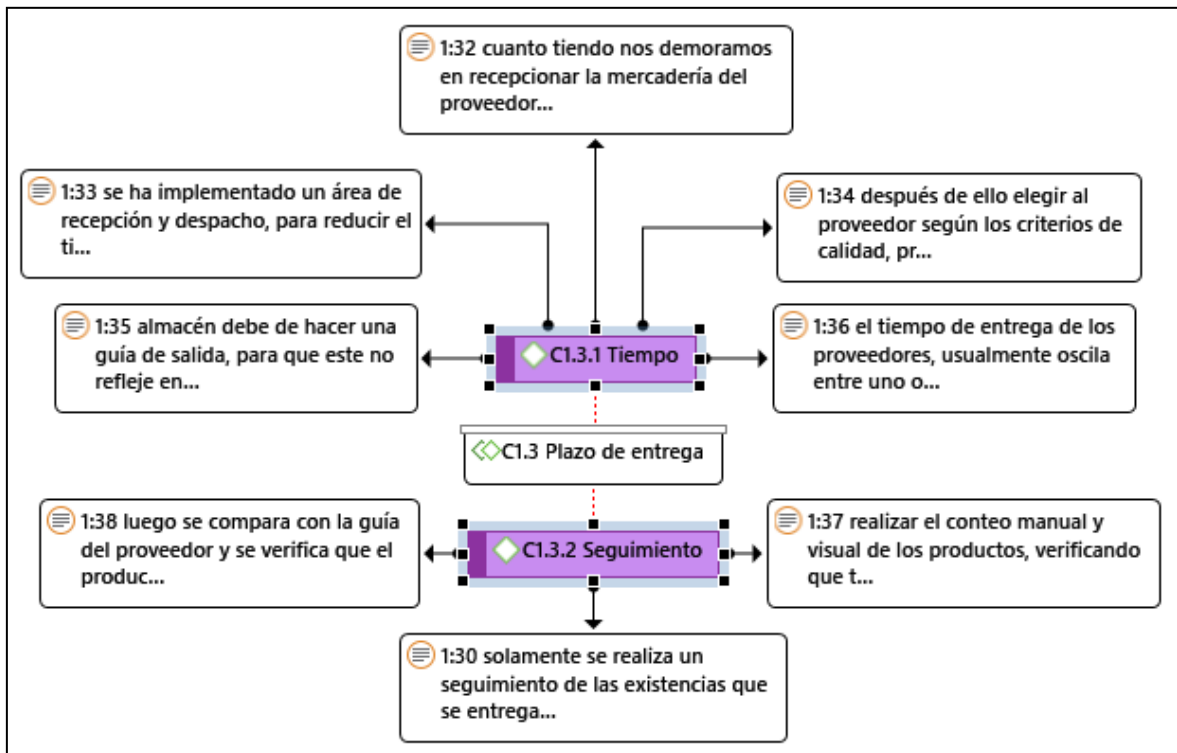 1:32 cuanto tiendo nos demoramos
en recepcionar la mercadería del
proveedor...
1:33 se ha implementado un área de
recepción y despacho, para reducir el
ti...
1:34 después de ello elegir al
proveedor según los criterios de
calidad, pr...
1:35 almacén debe de hacer una
guía de salida, para que este no
refleje en...
C1.3.1 Tiempo
1:36 el tiempo de entrega de los
proveedores, usualmente oscila
entre uno o...
C1.3 Plazo de entrega
1:38 luego se compara con la guía
del proveedor y se verifica que el
produc...
C1.3.2 Seguimiento
1:37 realizar el conteo manual y
visual de los productos, verificando
que t...
1:30 solamente se realiza un
seguimiento de las existencias que
se entrega...